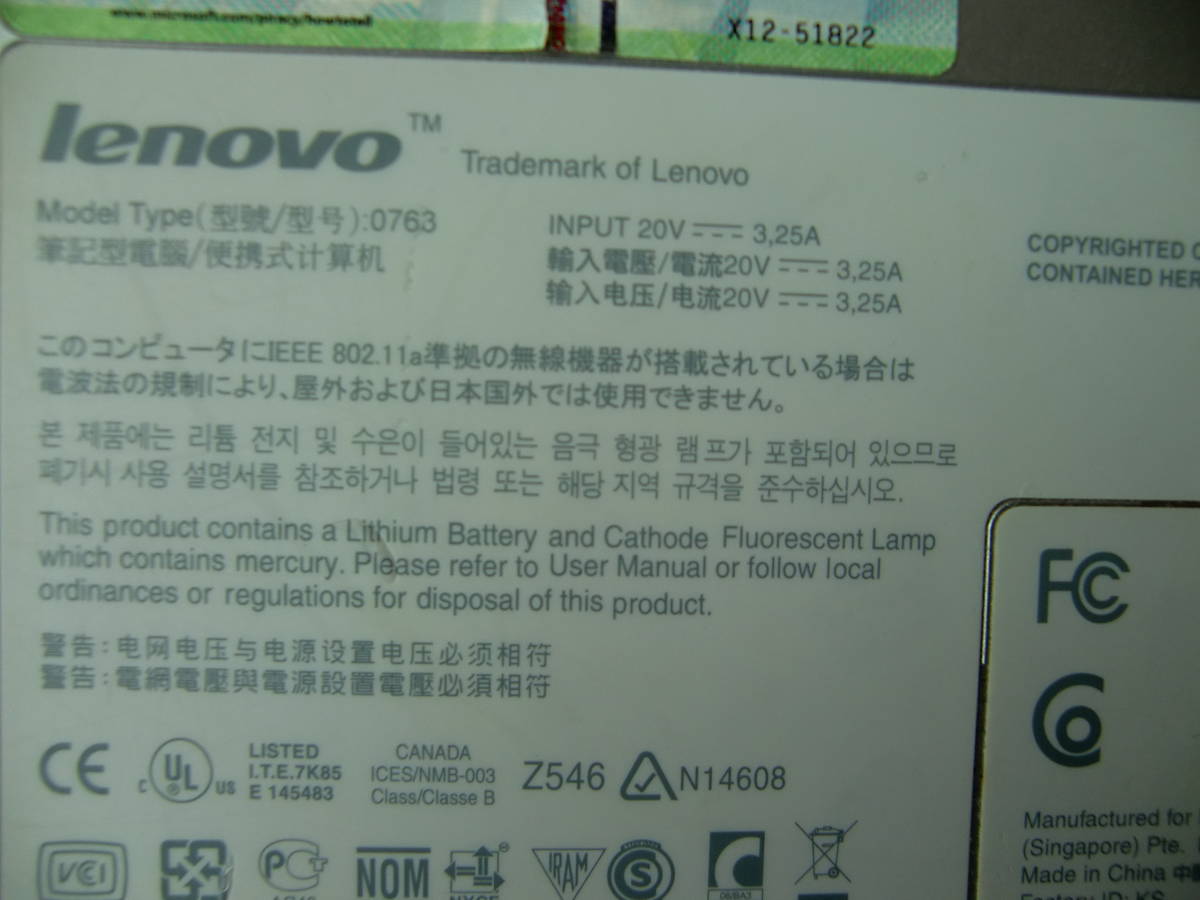 www.microsoft.com/piracy/howtotell
X12-51822
lenovo™ Trademark of Lenovo
Model Type(型號/型号):0763
筆記型電腦/便携式计算机
INPUT 20V ⎓ 3,25A
輸入電壓/電流20V ⎓ 3,25A
输入电压/电流20V ⎓ 3,25A
COPYRIGHTED
CONTAINED
このコンピュータにIEEE 802.11a準拠の無線機器が搭載されている場合は
電波法の規制により、屋外および日本国外では使用できません。
본 제품에는 리튬 전지 및 수은이 들어있는 음극 형광 램프가 포함되어 있으므로
폐기시 사용 설명서를 참조하거나 법령 또는 해당 지역 규격을 준수하십시오.
This product contains a Lithium Battery and Cathode Fluorescent Lamp
which contains mercury. Please refer to User Manual or follow local
ordinances or regulations for disposal of this product.
警告:电网电压与电源设置电压必须相符
警告:電網電壓與電源設置電壓必須相符
CE
C UL US
LISTED
I.T.E.7K85
E 145483
CANADA
ICES/NMB-003
Class/Classe B
Z546
N14608
FC
VCCI
PCT
NOM
NYCE
IRAM
S
Manufactured for
(Singapore) Pte.
Made in China
Factory ID: KS